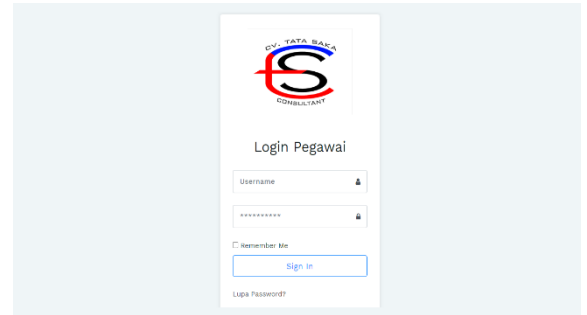 CV. TATA SAKA
CONSULTANT
Login Pegawai
Username
**********
Remember Me
Sign In
Lupa Password?